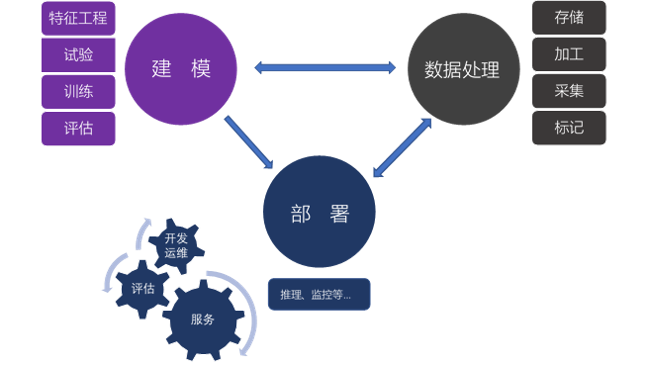 特征工程
试验
训练
评估
建 模
数据处理
存储
加工
采集
标记
部 署
推理、监控等...
开发
运维
评估
服务